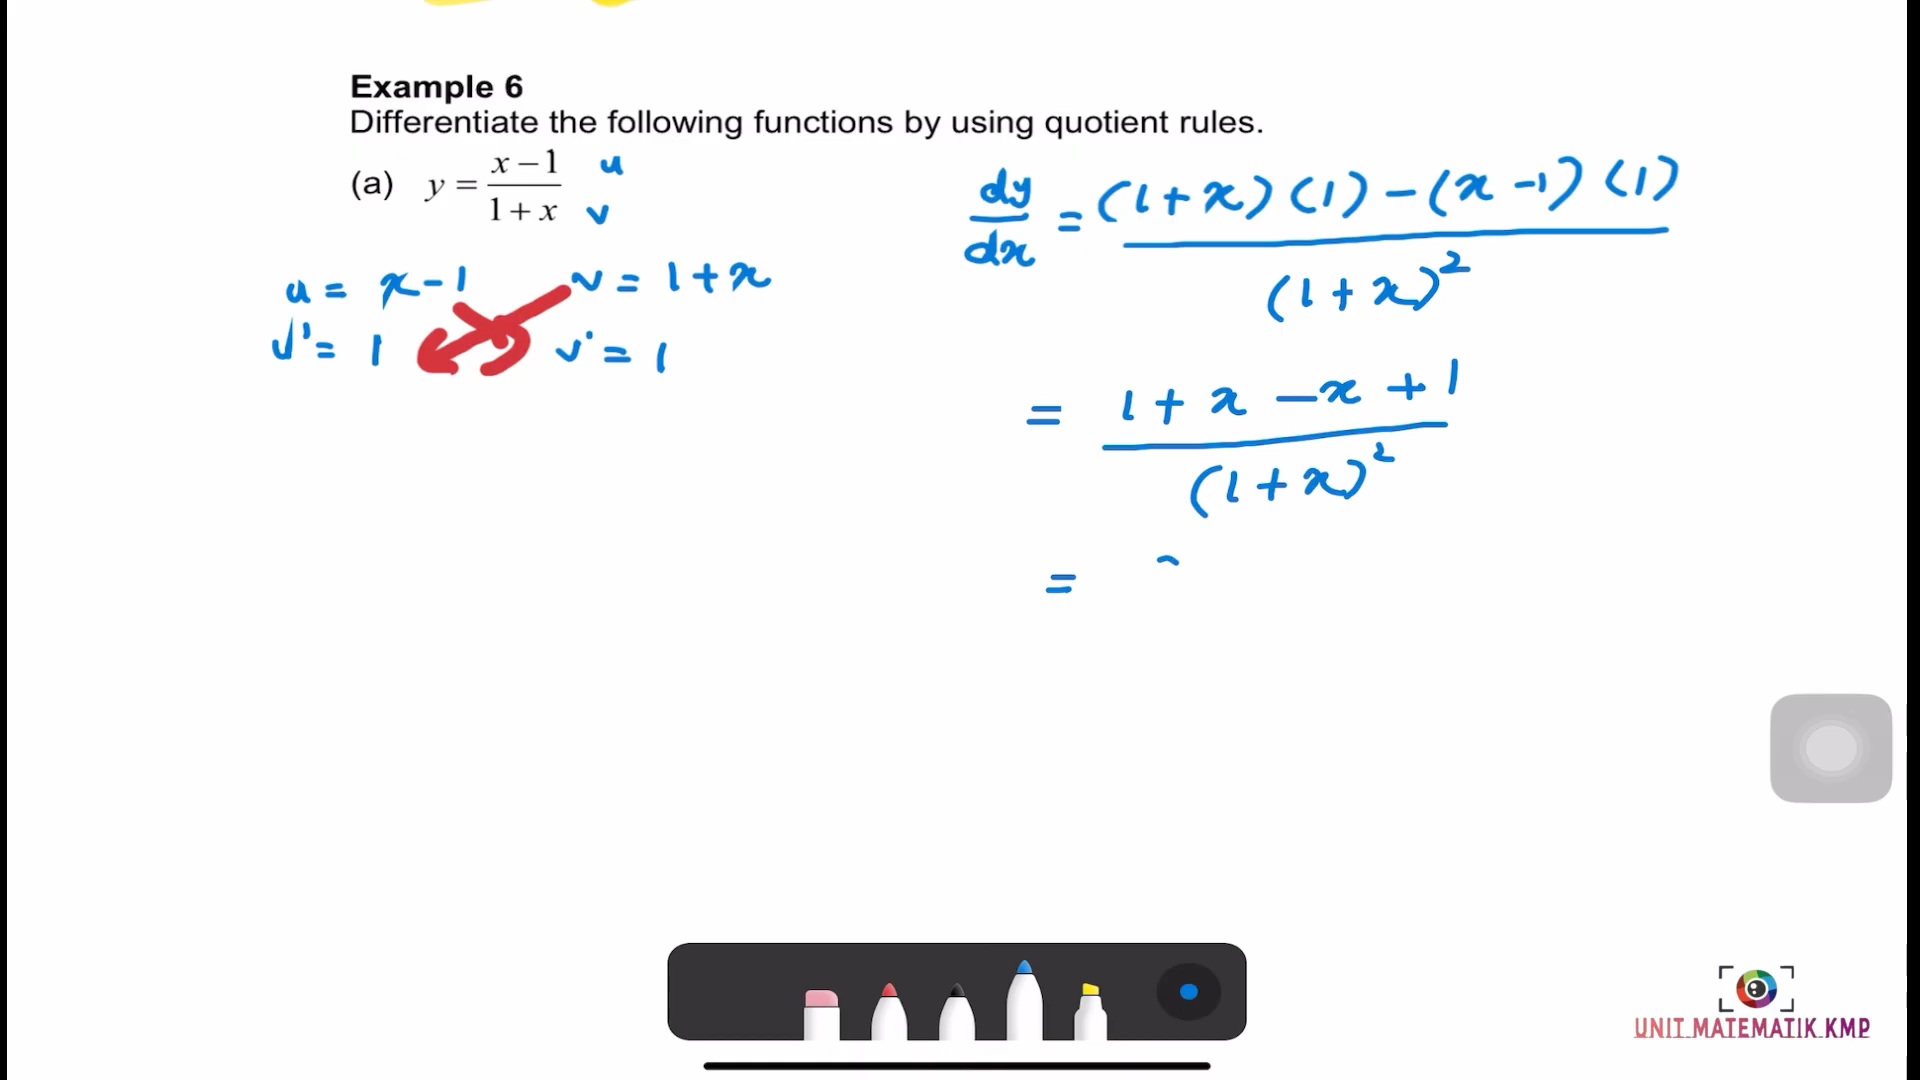 Example 6
Differentiate the following functions by using quotient rules.
(a) y = (x − 1)/(1 + x) u v
u = x - 1 v = 1 + x
v' = 1 v' = 1
dy/dx = ((1 + x)(1) - (x - 1)(1))/(1 + x)²
= (1 + x - x + 1)/(1 + x)²
=
UNIT.MATEMATIK.KMP